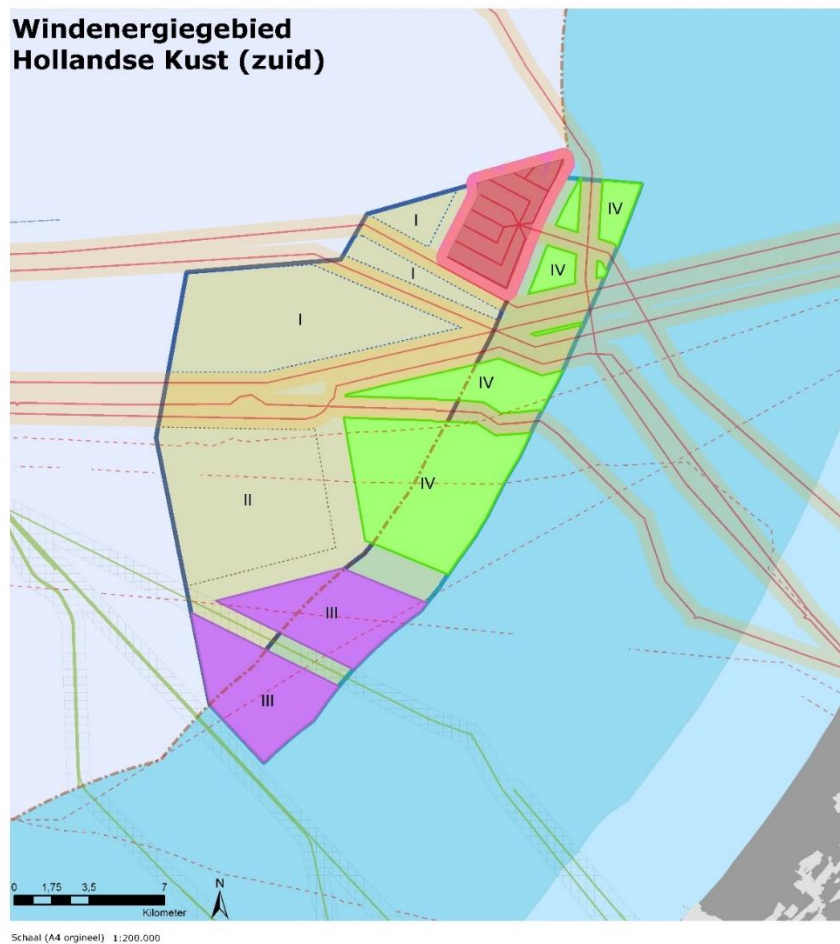 Windenergiegebied
Hollandse Kust (zuid)
I
IV
I
IV
I
IV
IV
II
III
III
0 1,75 3,5 7
Kilometer
N
Schaal (A4 orgineel) 1:200.000